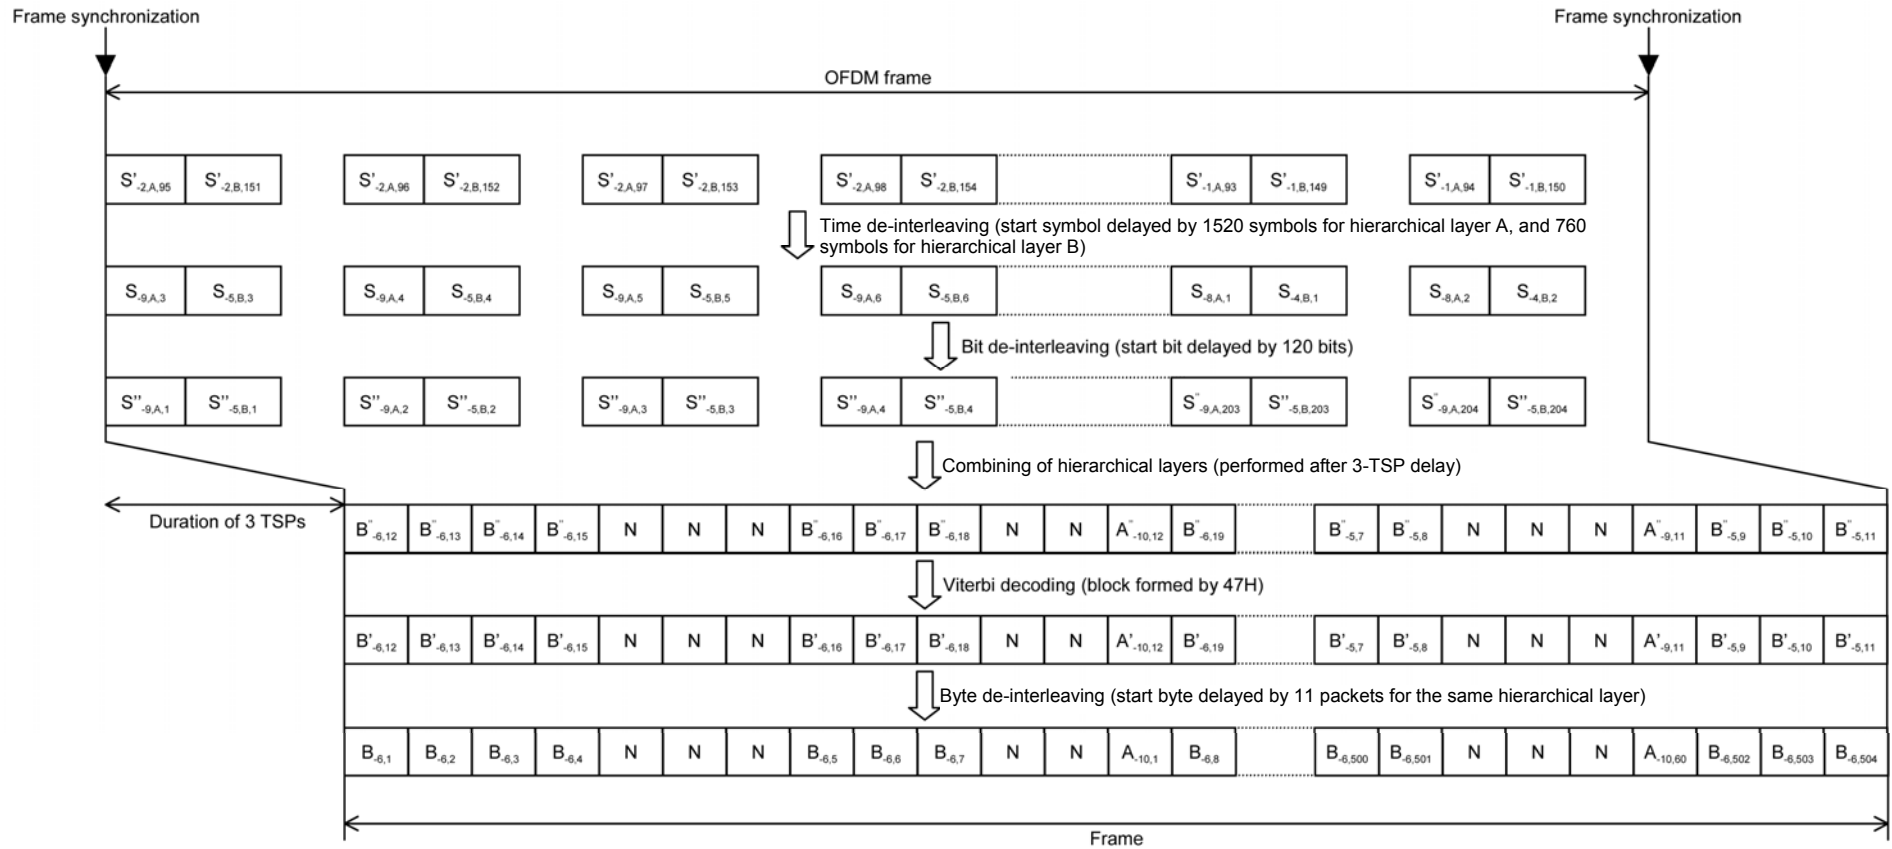 Frame synchronization Frame synchronization
OFDM frame
S’-2,A,95 S’-2,B,151 S’-2,A,96 S’-2,B,152 S’-2,A,97 S’-2,B,153 S’-2,A,98 S’-2,B,154 S’-1,A,93 S’-1,B,149 S’-1,A,94 S’-1,B,150
Time de-interleaving (start symbol delayed by 1520 symbols for hierarchical layer A, and 760
symbols for hierarchical layer B)
S-9,A,3 S-5,B,3 S-9,A,4 S-5,B,4 S-9,A,5 S-5,B,5 S-9,A,6 S-5,B,6 S-8,A,1 S-4,B,1 S-8,A,2 S-4,B,2
Bit de-interleaving (start bit delayed by 120 bits)
S’’-9,A,1 S’’-5,B,1 S’’-9,A,2 S’’-5,B,2 S’’-9,A,3 S’’-5,B,3 S’’-9,A,4 S’’-5,B,4 S"-9,A,203 S’’-5,B,203 S"-9,A,204 S’’-5,B,204
Combining of hierarchical layers (performed after 3-TSP delay)
Duration of 3 TSPs
B"-6,12 B"-6,13 B"-6,14 B"-6,15 N N N B"-6,16 B"-6,17 B"-6,18 N N A"-10,12 B"-6,19 B"-5,7 B"-5,8 N N N A"-9,11 B"-5,9 B"-5,10 B"-5,11
Viterbi decoding (block formed by 47H)
B’-6,12 B’-6,13 B’-6,14 B’-6,15 N N N B’-6,16 B’-6,17 B’-6,18 N N A’-10,12 B’-6,19 B’-5,7 B’-5,8 N N N A’-9,11 B’-5,9 B’-5,10 B’-5,11
Byte de-interleaving (start byte delayed by 11 packets for the same hierarchical layer)
B-6,1 B-6,2 B-6,3 B-6,4 N N N B-6,5 B-6,6 B-6,7 N N A-10,1 B-6,8 B-6,500 B-6,501 N N N A-10,60 B-6,502 B-6,503 B-6,504
Frame